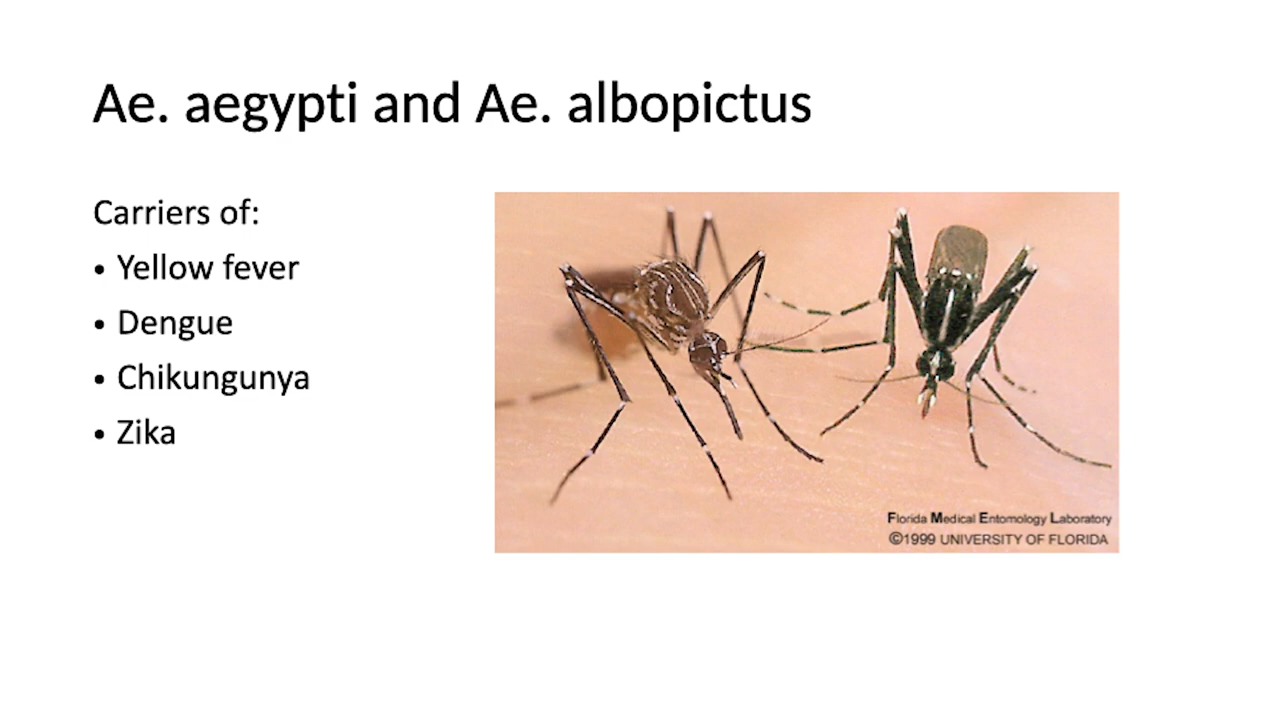 Ae. aegypti and Ae. albopictus
Carriers of:
• Yellow fever
• Dengue
• Chikungunya
• Zika
Florida Medical Entomology Laboratory
©1999 UNIVERSITY OF FLORIDA